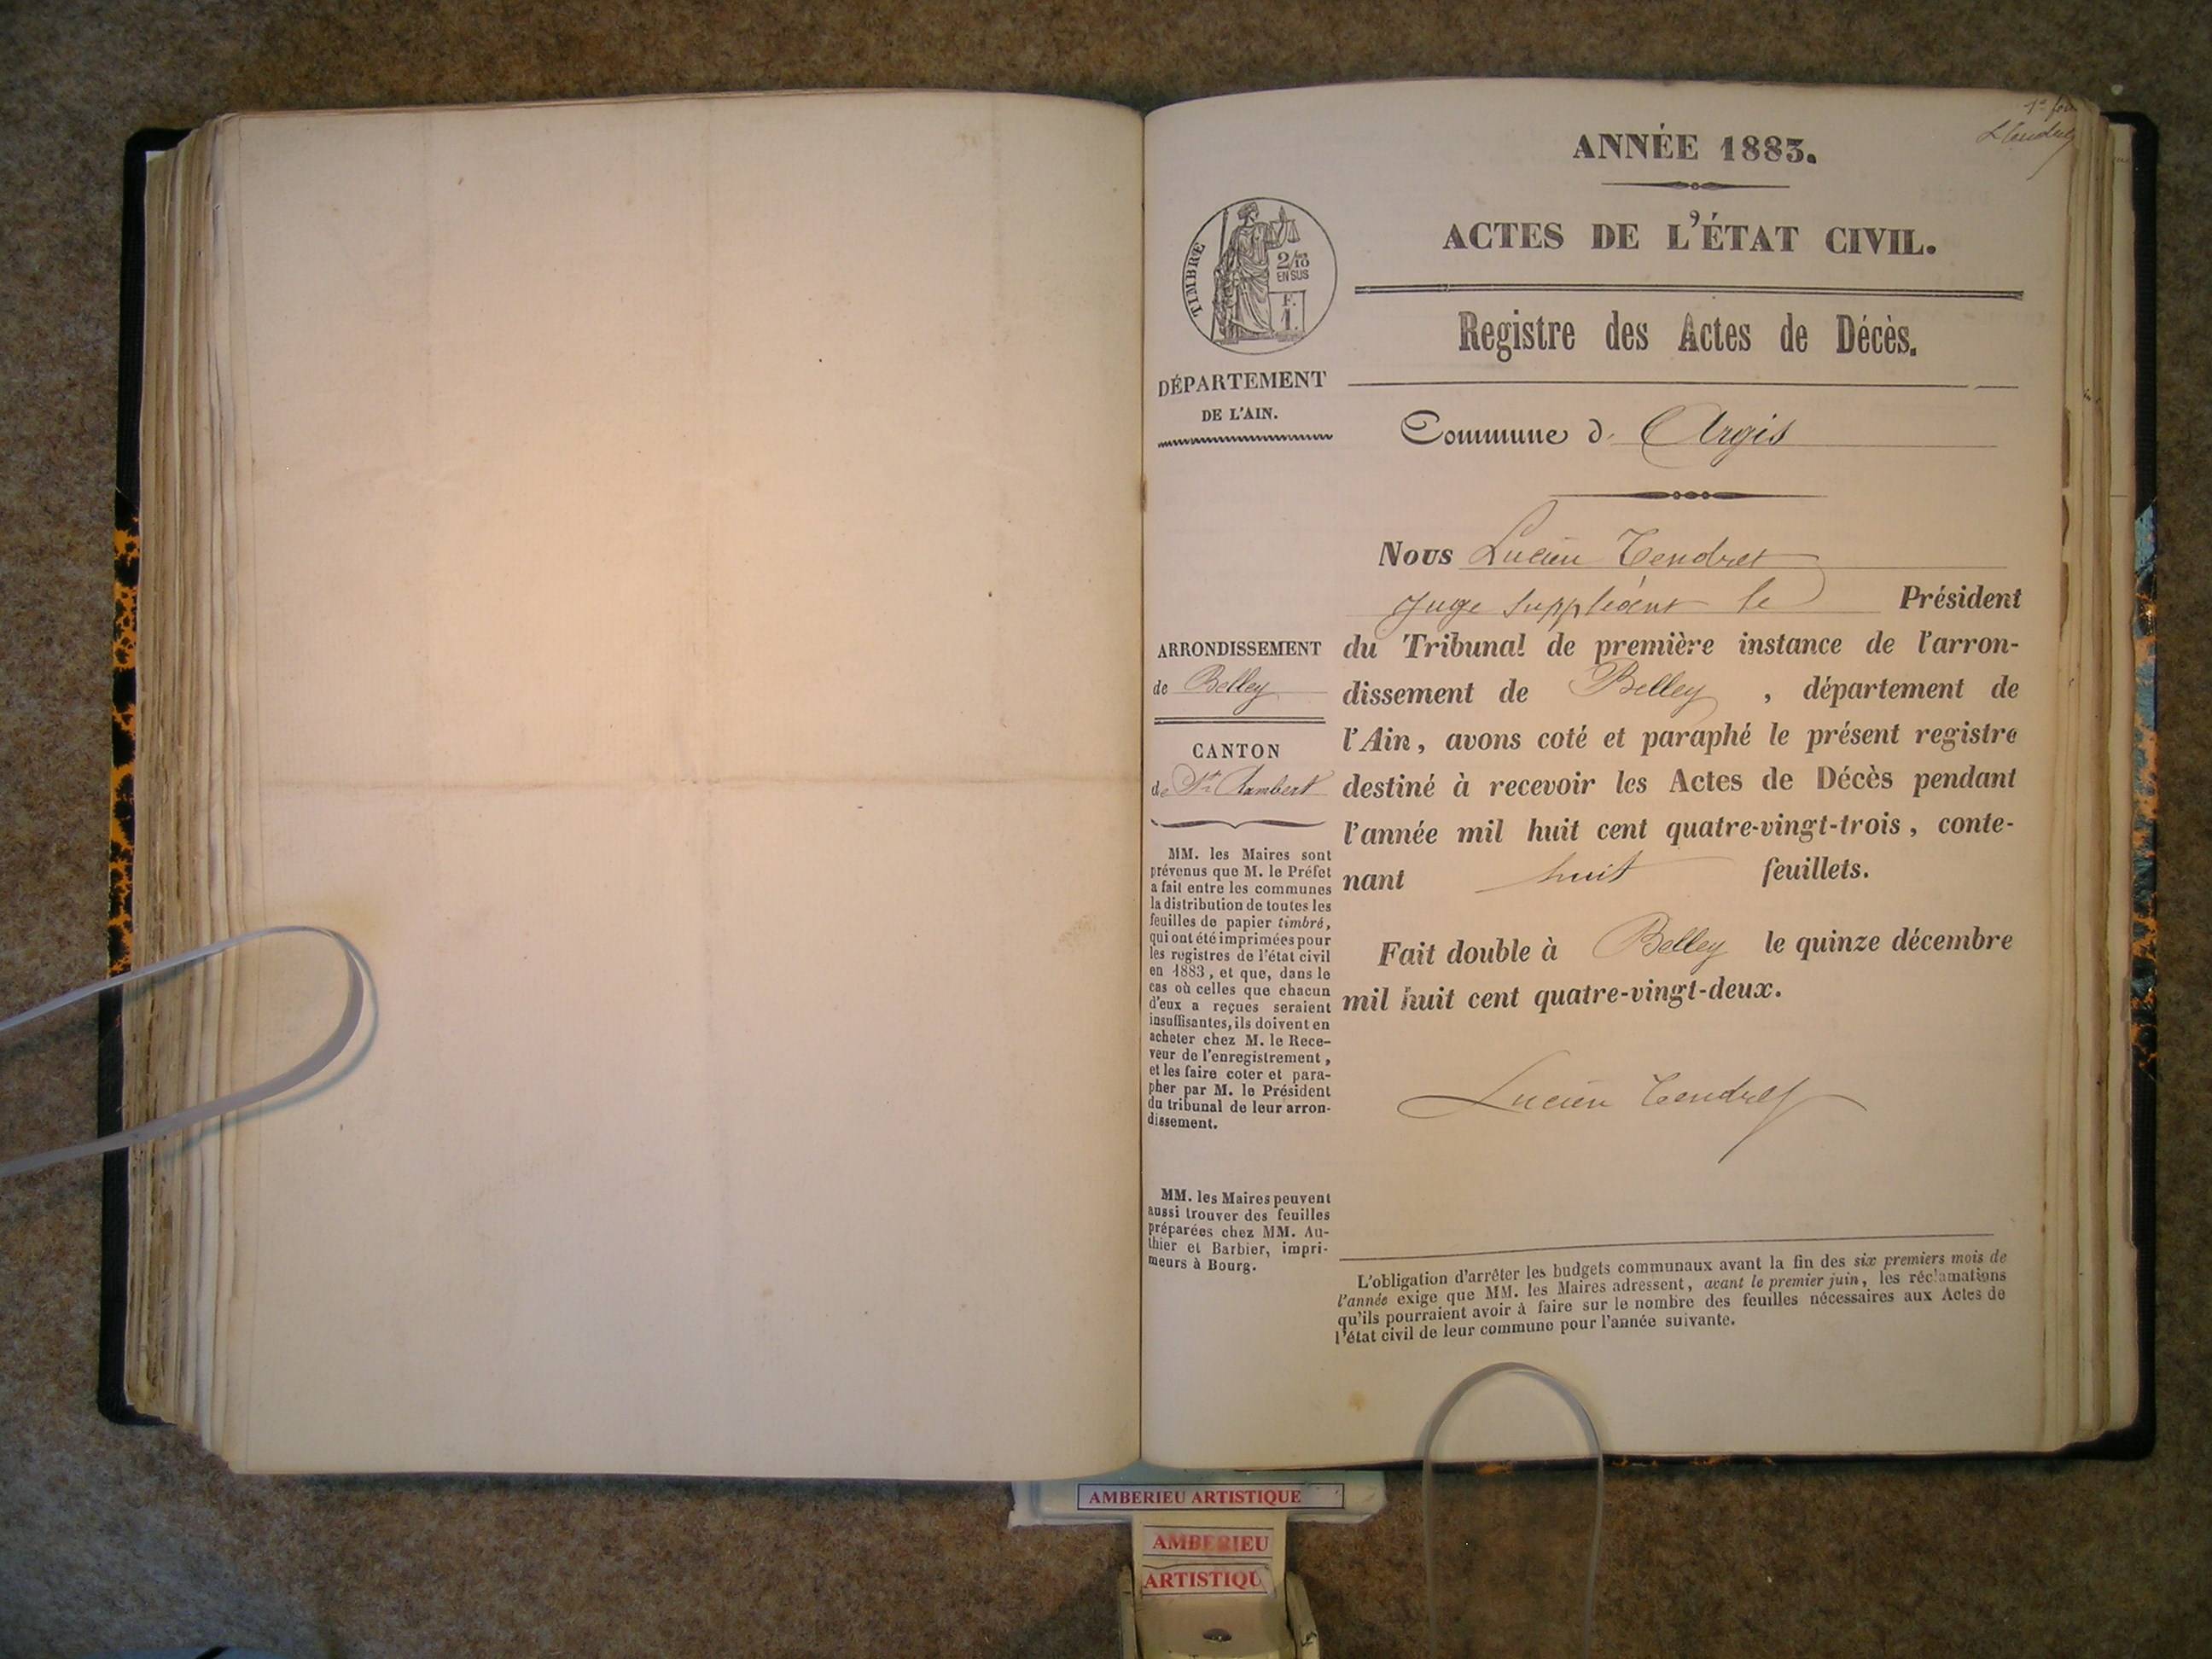 1er
LTendret
ANNÉE 1883.
ACTES DE L'ÉTAT CIVIL.
Registre des Actes de Décès.
TIMBRE
2/10
EN SUS
F.
1.
DÉPARTEMENT
DE L'AIN.
Commune d' Argis
Nous Lucien Tendret
Juge Suppléant le Président
du Tribunal de première instance de l'arron-
dissement de Belley, département de
l'Ain, avons coté et paraphé le présent registre
destiné à recevoir les Actes de Décès pendant
l'année mil huit cent quatre-vingt-trois, conte-
nant huit feuillets.
Fait double à Belley le quinze décembre
mil huit cent quatre-vingt-deux.
Lucien Tendret
ARRONDISSEMENT
de Belley
CANTON
de St Rambert
MM. les Maires sont
prévenus que M. le Préfet
a fait entre les communes
la distribution de toutes les
feuilles de papier timbré,
qui ont été imprimées pour
les registres de l'état civil
en 1883, et que, dans le
cas où celles que chacun
d'eux a reçues seraient
insuffisantes, ils doivent en
acheter chez M. le Rece-
veur de l'enregistrement,
et les faire coter et para-
pher par M. le Président
du tribunal de leur arron-
dissement.
MM. les Maires peuvent
aussi trouver des feuilles
préparées chez MM. Au-
thier et Barbier, impri-
meurs à Bourg.
L'obligation d'arrêter les budgets communaux avant la fin des six premiers mois de
l'année exige que MM. les Maires adressent, avant le premier juin, les réclamations
qu'ils pourraient avoir à faire sur le nombre des feuilles nécessaires aux Actes de
l'état civil de leur commune pour l'année suivante.
AMBERIEU ARTISTIQUE
AMBERIEU
ARTISTIQU